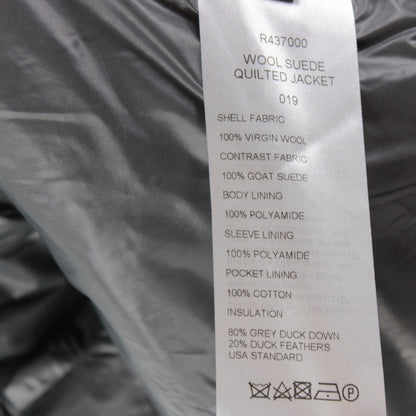 R437000
WOOL SUEDE
QUILTED JACKET
019
SHELL FABRIC
100% VIRGIN WOOL
CONTRAST FABRIC
100% GOAT SUEDE
BODY LINING
100% POLYAMIDE
SLEEVE LINING
100% POLYAMIDE
POCKET LINING
100% COTTON
INSULATION
80% GREY DUCK DOWN
20% DUCK FEATHERS
USA STANDARD
P